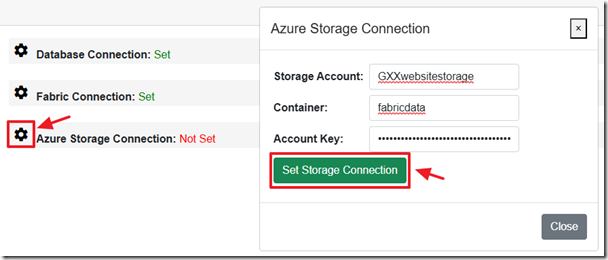 Database Connection: Set
Fabric Connection: Set
Azure Storage Connection: Not Set
Azure Storage Connection
×
Storage Account: GXXwebsitestorage
Container: fabricdata
Account Key: ••••••••••••••••••••••••••••••••••
Set Storage Connection
Close